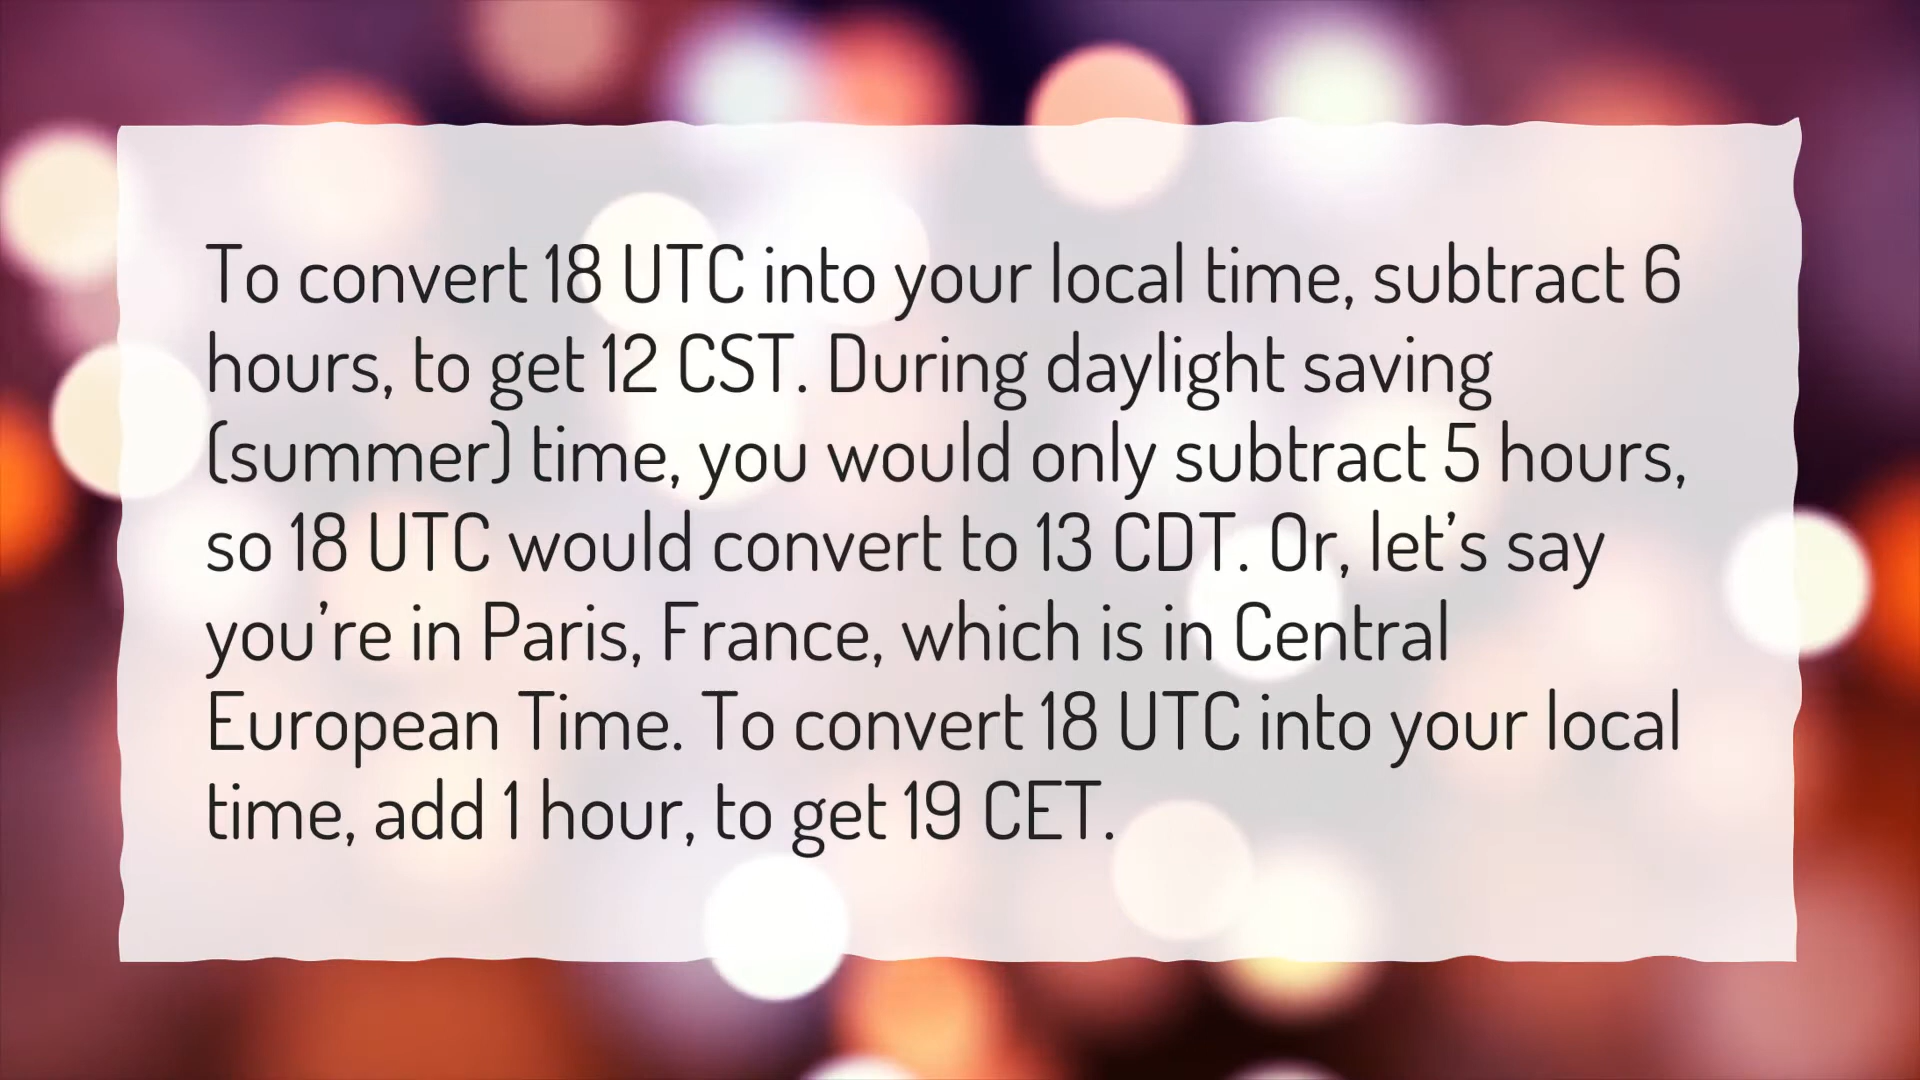 To convert 18 UTC into your local time, subtract 6
hours, to get 12 CST. During daylight saving
(summer) time, you would only subtract 5 hours,
so 18 UTC would convert to 13 CDT. Or, let’s say
you’re in Paris, France, which is in Central
European Time. To convert 18 UTC into your local
time, add 1 hour, to get 19 CET.